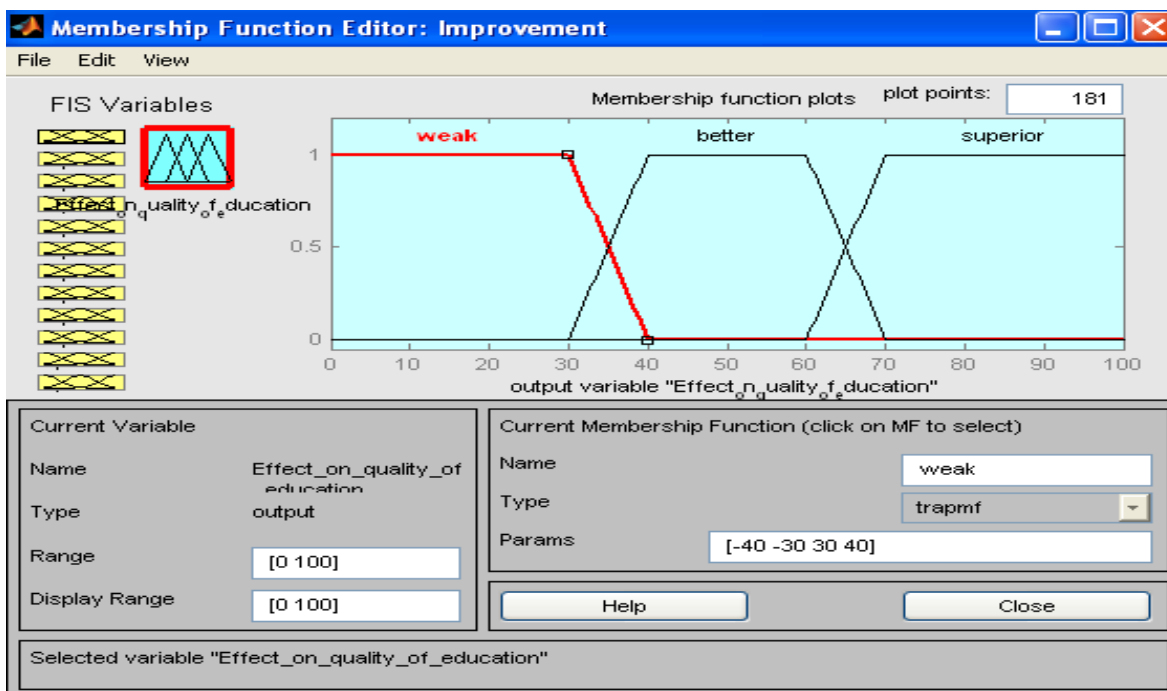 Membership Function Editor: Improvement
File Edit View
FIS Variables
Membership function plots
plot points:
181
Effect_on_quality_of_education
weak
better
superior
1
0.5
0
0 10 20 30 40 50 60 70 80 90 100
output variable "Effect_on_quality_of_education"
Current Variable
Name
Effect_on_quality_of
_education
Type
output
Range
[0 100]
Display Range
[0 100]
Current Membership Function (click on MF to select)
Name
weak
Type
trapmf
Params
[-40 -30 30 40]
Help
Close
Selected variable "Effect_on_quality_of_education"